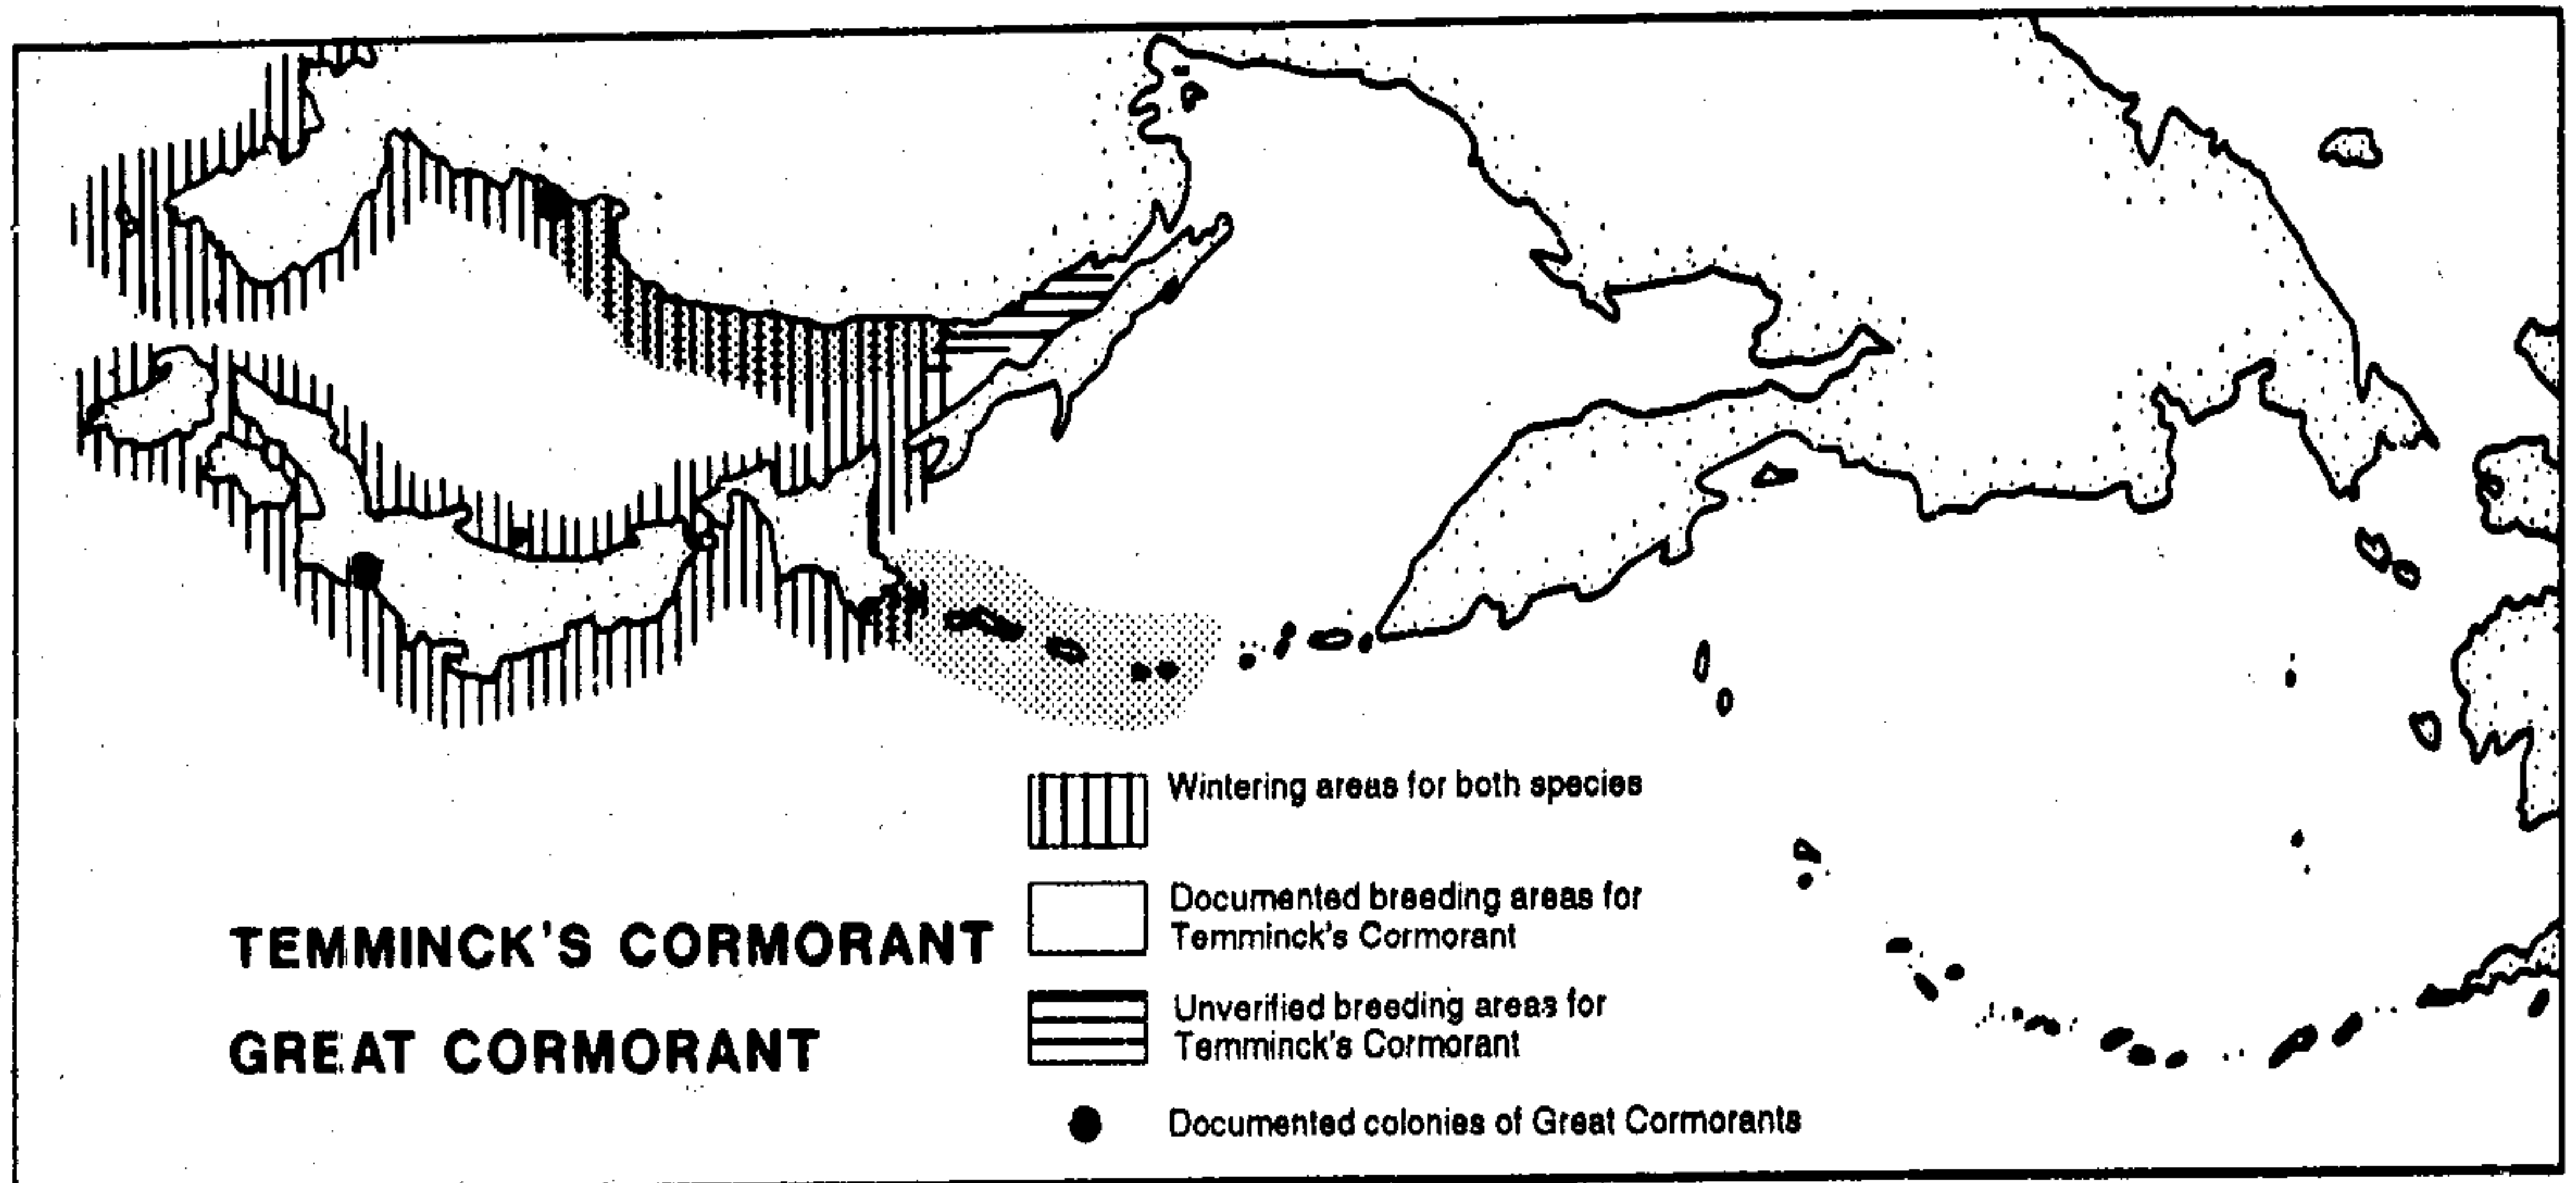 Wintering areas for both species
Documented breeding areas for
Temminck's Cormorant
Unverified breeding areas for
Temminck's Cormorant
Documented colonies of Great Cormorants
TEMMINCK'S CORMORANT
GREAT CORMORANT